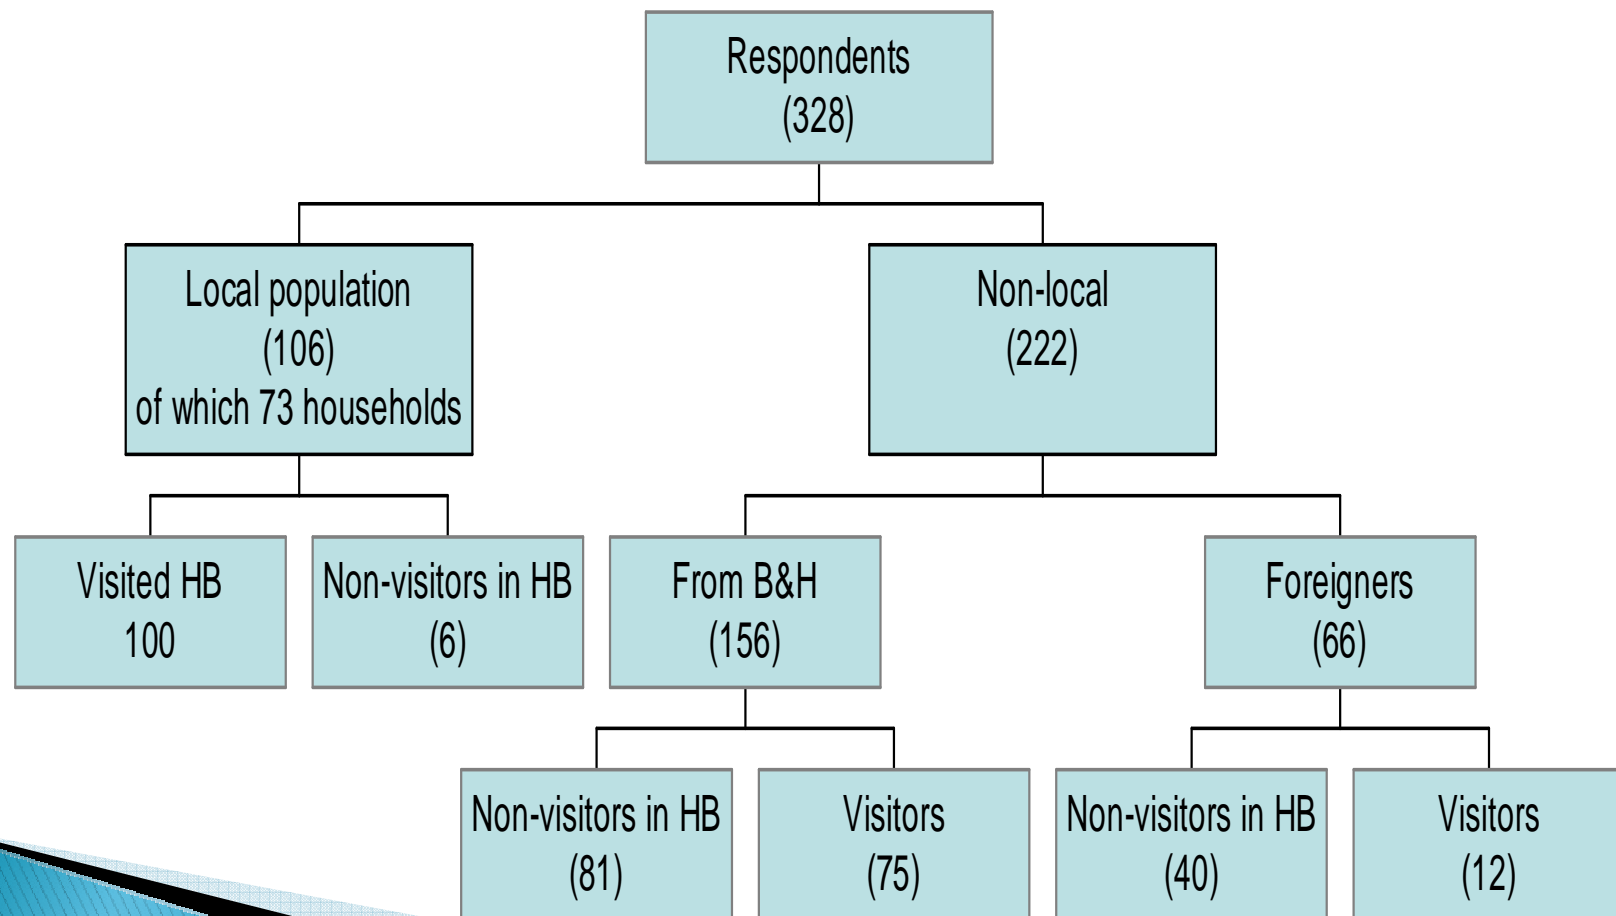 Respondents
(328)
Local population
(106)
of which 73 households
Non-local
(222)
Visited HB
100
Non-visitors in HB
(6)
From B&H
(156)
Foreigners
(66)
Non-visitors in HB
(81)
Visitors
(75)
Non-visitors in HB
(40)
Visitors
(12)